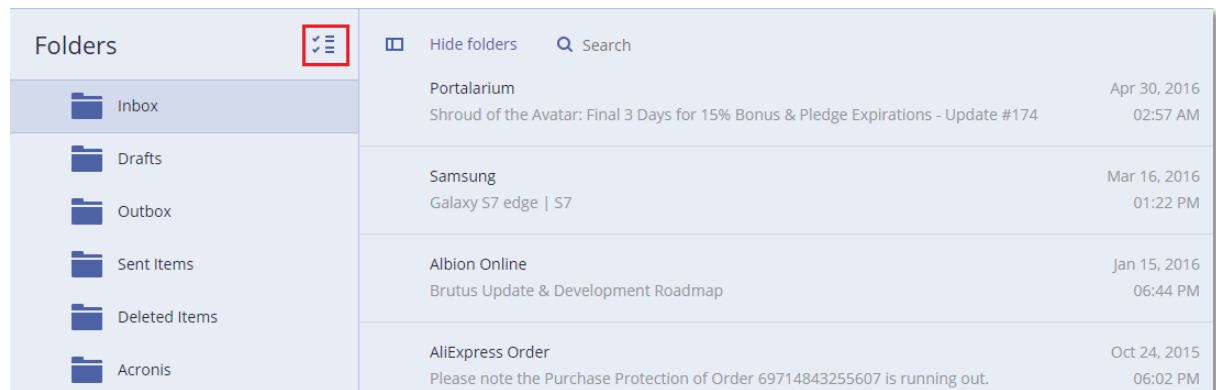 Folders
Hide folders
Search
Inbox
Drafts
Outbox
Sent Items
Deleted Items
Acronis
Portalarium
Apr 30, 2016
Shroud of the Avatar: Final 3 Days for 15% Bonus & Pledge Expirations - Update #174
02:57 AM
Samsung
Mar 16, 2016
Galaxy S7 edge | S7
01:22 PM
Albion Online
Jan 15, 2016
Brutus Update & Development Roadmap
06:44 PM
AliExpress Order
Oct 24, 2015
Please note the Purchase Protection of Order 69714843255607 is running out.
06:02 PM